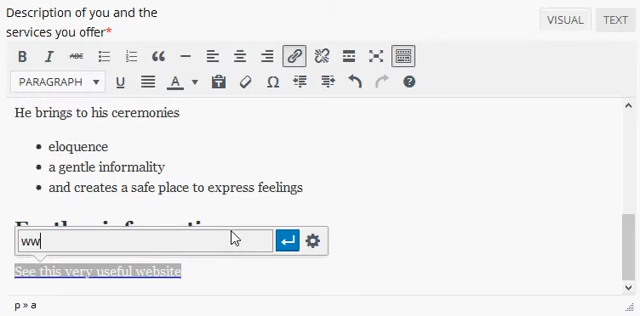 Description of you and the
services you offer*
VISUAL TEXT
B I ABC
PARAGRAPH U A Ω ?
He brings to his ceremonies
• eloquence
• a gentle informality
• and creates a safe place to express feelings
ww
See this very useful website
p » a